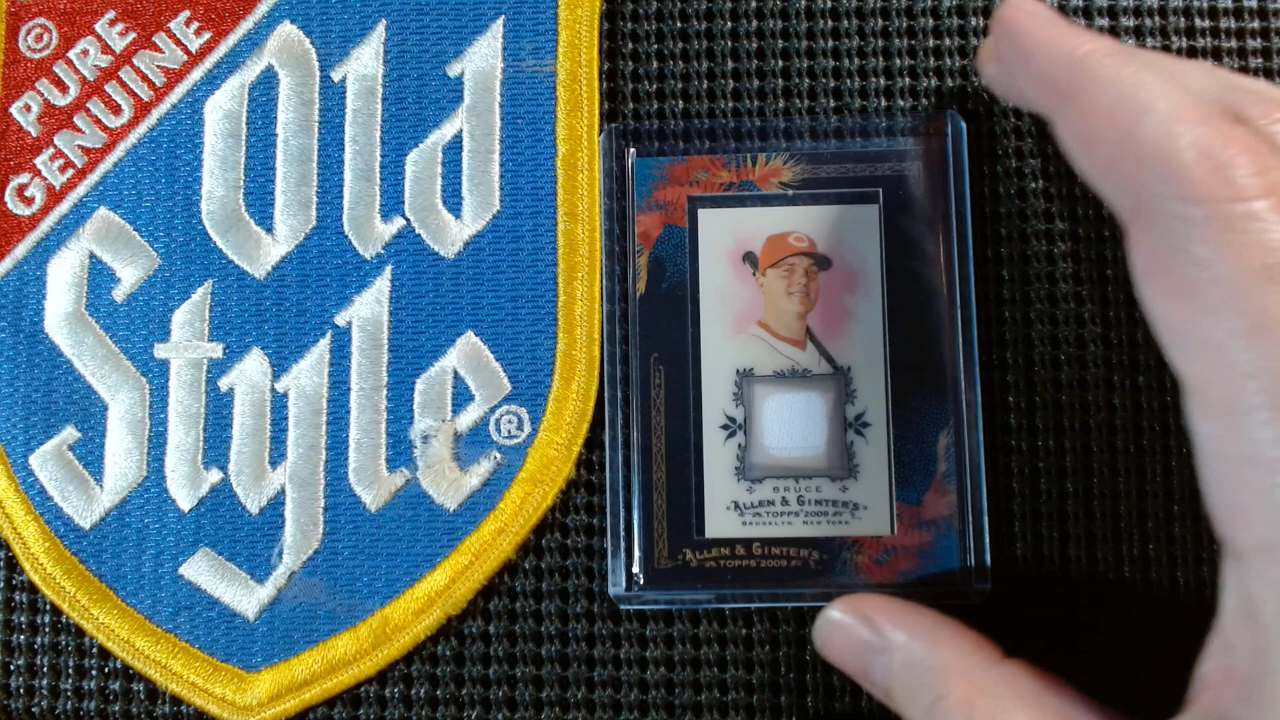 ©
PURE
GENUINE
Old
Style
®
C
BRUCE
ALLEN & GINTER'S
TOPPS 2009
BROOKLYN, NEW YORK
ALLEN & GINTER'S
TOPPS 2009